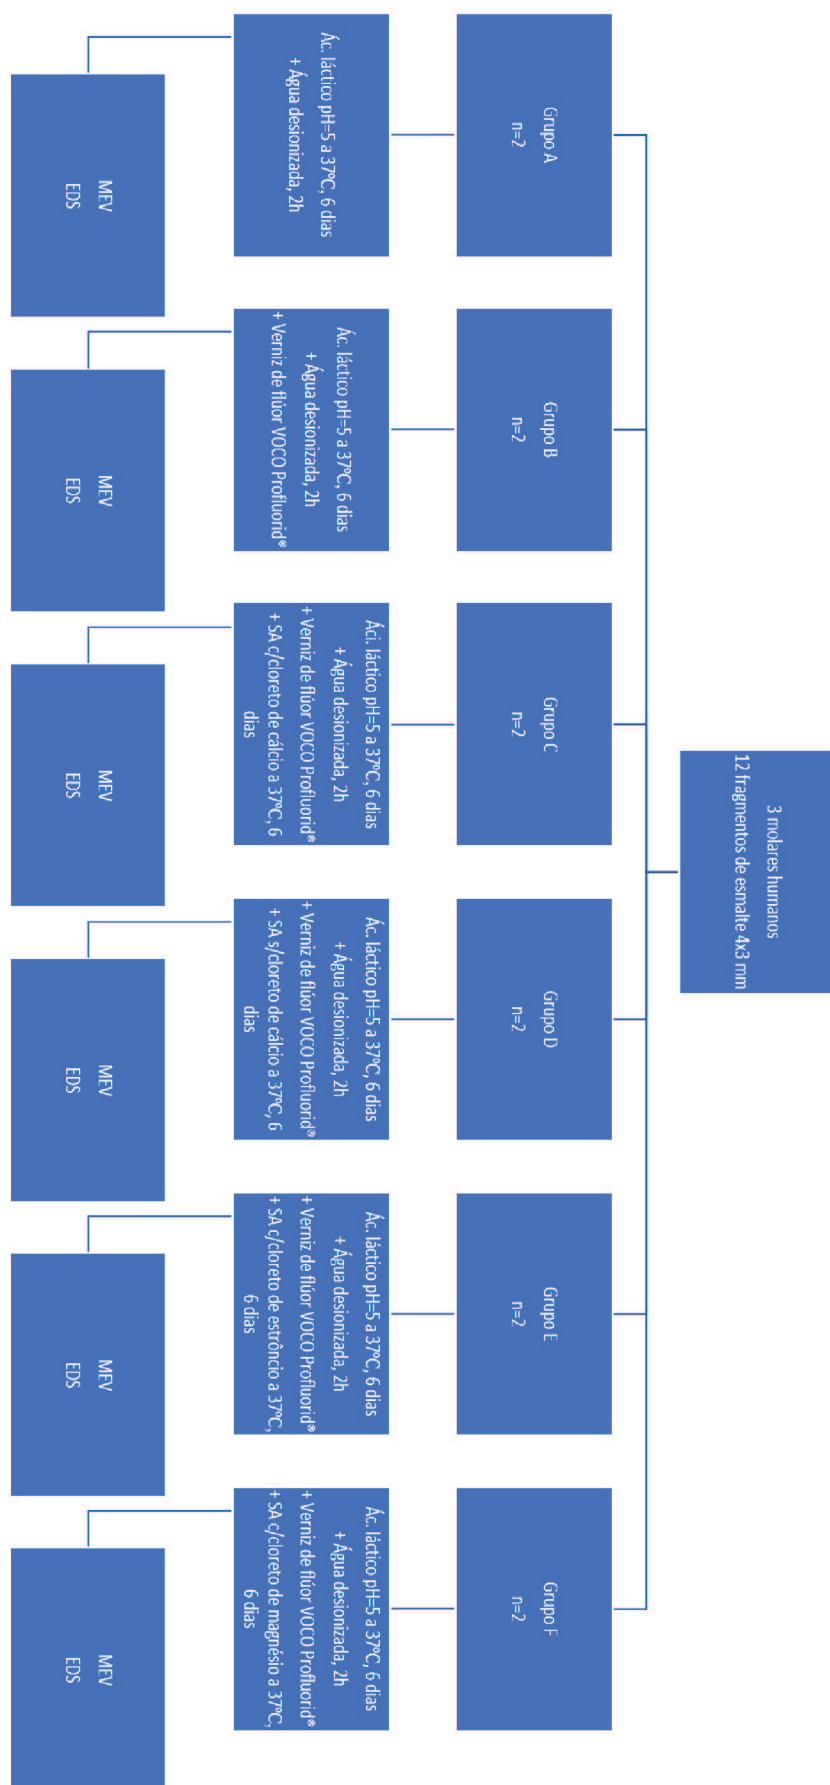 3 molares humanos
12 fragmentos de esmalte 4x3 mm
Grupo A
n=2
Grupo B
n=2
Grupo C
n=2
Grupo D
n=2
Grupo E
n=2
Grupo F
n=2
Ác. láctico pH=5 a 37ºC, 6 dias
+ Água desionizada, 2h
Ác. láctico pH=5 a 37ºC, 6 dias
+ Água desionizada, 2h
+ Verniz de flúor VOCO Profluorid®
Áci. láctico pH=5 a 37ºC, 6 dias
+ Água desionizada, 2h
+ Verniz de flúor VOCO Profluorid®
+ SA c/cloreto de cálcio a 37ºC, 6
dias
Ác. láctico pH=5 a 37ºC, 6 dias
+ Água desionizada, 2h
+ Verniz de flúor VOCO Profluorid®
+ SA s/cloreto de cálcio a 37ºC, 6
dias
Ác. láctico pH=5 a 37ºC, 6 dias
+ Água desionizada, 2h
+ Verniz de flúor VOCO Profluorid®
+ SA c/cloreto de estrôncio a 37ºC,
6 dias
Ác. láctico pH=5 a 37ºC, 6 dias
+ Água desionizada, 2h
+ Verniz de flúor VOCO Profluorid®
+ SA c/cloreto de magnésio a 37ºC,
6 dias
MEV
EDS
MEV
EDS
MEV
EDS
MEV
EDS
MEV
EDS
MEV
EDS